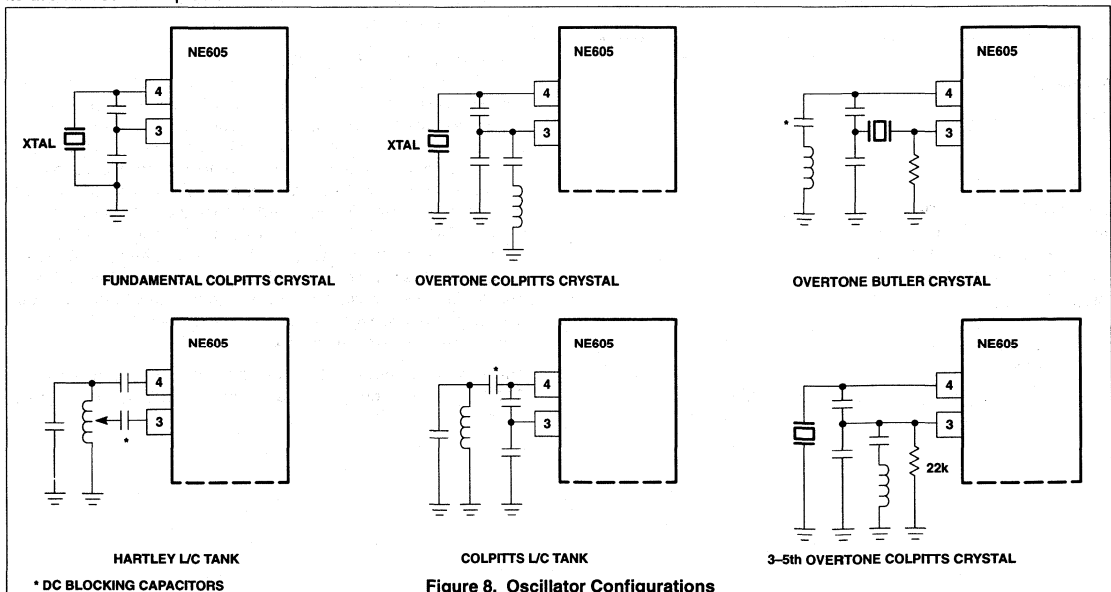 NE605
4
XTAL
3
FUNDAMENTAL COLPITTS CRYSTAL
NE605
4
XTAL
3
OVERTONE COLPITTS CRYSTAL
NE605
4
*
3
OVERTONE BUTLER CRYSTAL
NE605
4
3
*
HARTLEY L/C TANK
NE605
*
4
3
COLPITTS L/C TANK
NE605
4
3
22k
3–5th OVERTONE COLPITTS CRYSTAL
* DC BLOCKING CAPACITORS
Figure 8. Oscillator Configurations